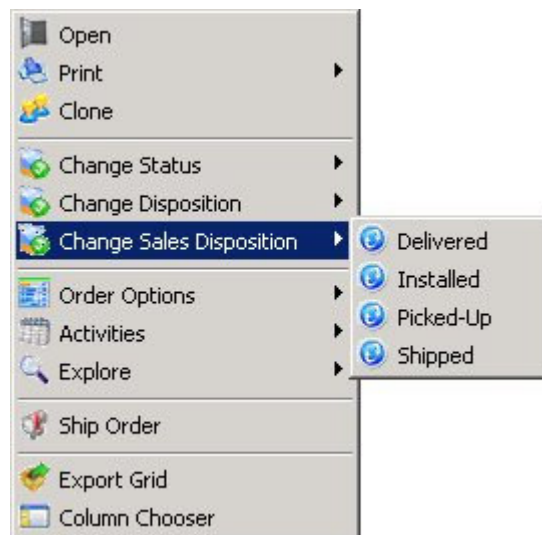 Open
Print
Clone
Change Status
Change Disposition
Change Sales Disposition
Delivered
Installed
Picked-Up
Shipped
Order Options
Activities
Explore
Ship Order
Export Grid
Column Chooser